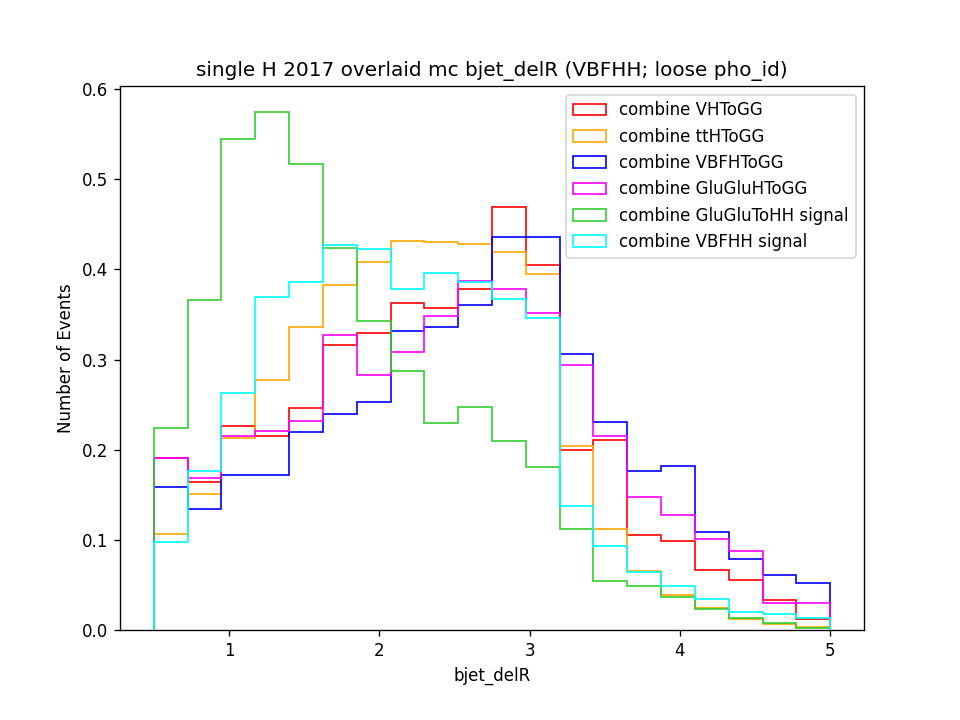 single H 2017 overlaid mc bjet_delR (VBFHH; loose pho_id)
combine VHToGG
combine ttHToGG
combine VBFHToGG
combine GluGluHToGG
combine GluGluToHH signal
combine VBFHH signal
Number of Events
0.6
0.5
0.4
0.3
0.2
0.1
0.0
1
2
3
4
5
bjet_delR